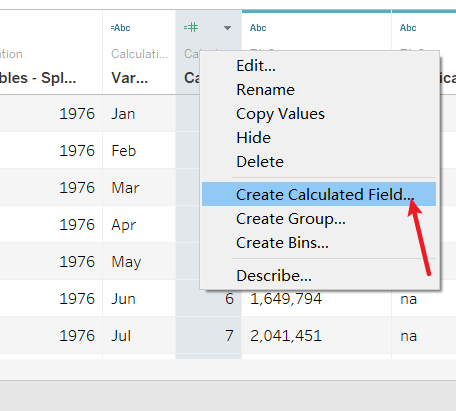 Abc # Abc
ation Calculati... Calcul
bles - Spl... Var... Ca
Edit...
Rename
Copy Values
Hide
Delete
Create Calculated Field...
Create Group...
Create Bins...
Describe...
1976 Jan
1976 Feb na
1976 Mar
1976 Apr
1976 May
1976 Jun 6 1,649,794 na
1976 Jul 7 2,041,451 na